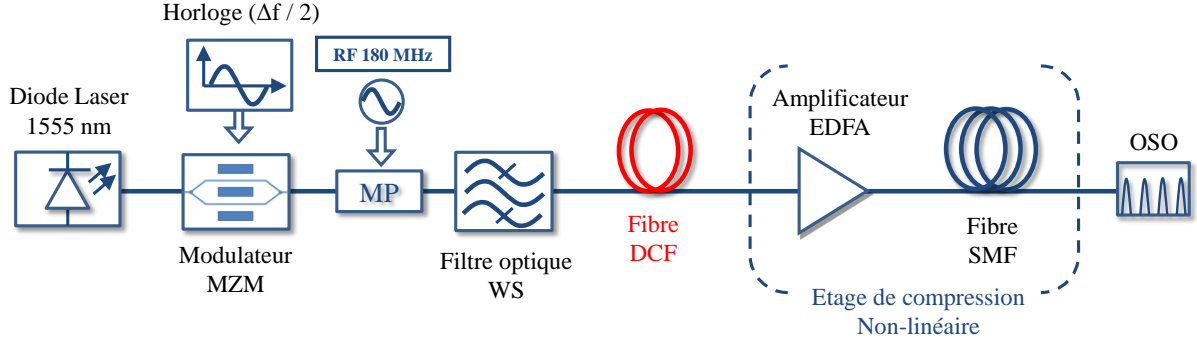 Horloge (Δf / 2)
RF 180 MHz
Diode Laser
1555 nm
Amplificateur
EDFA
OSO
MP
Modulateur
MZM
Filtre optique
WS
Fibre
DCF
Fibre
SMF
Etage de compression
Non-linéaire